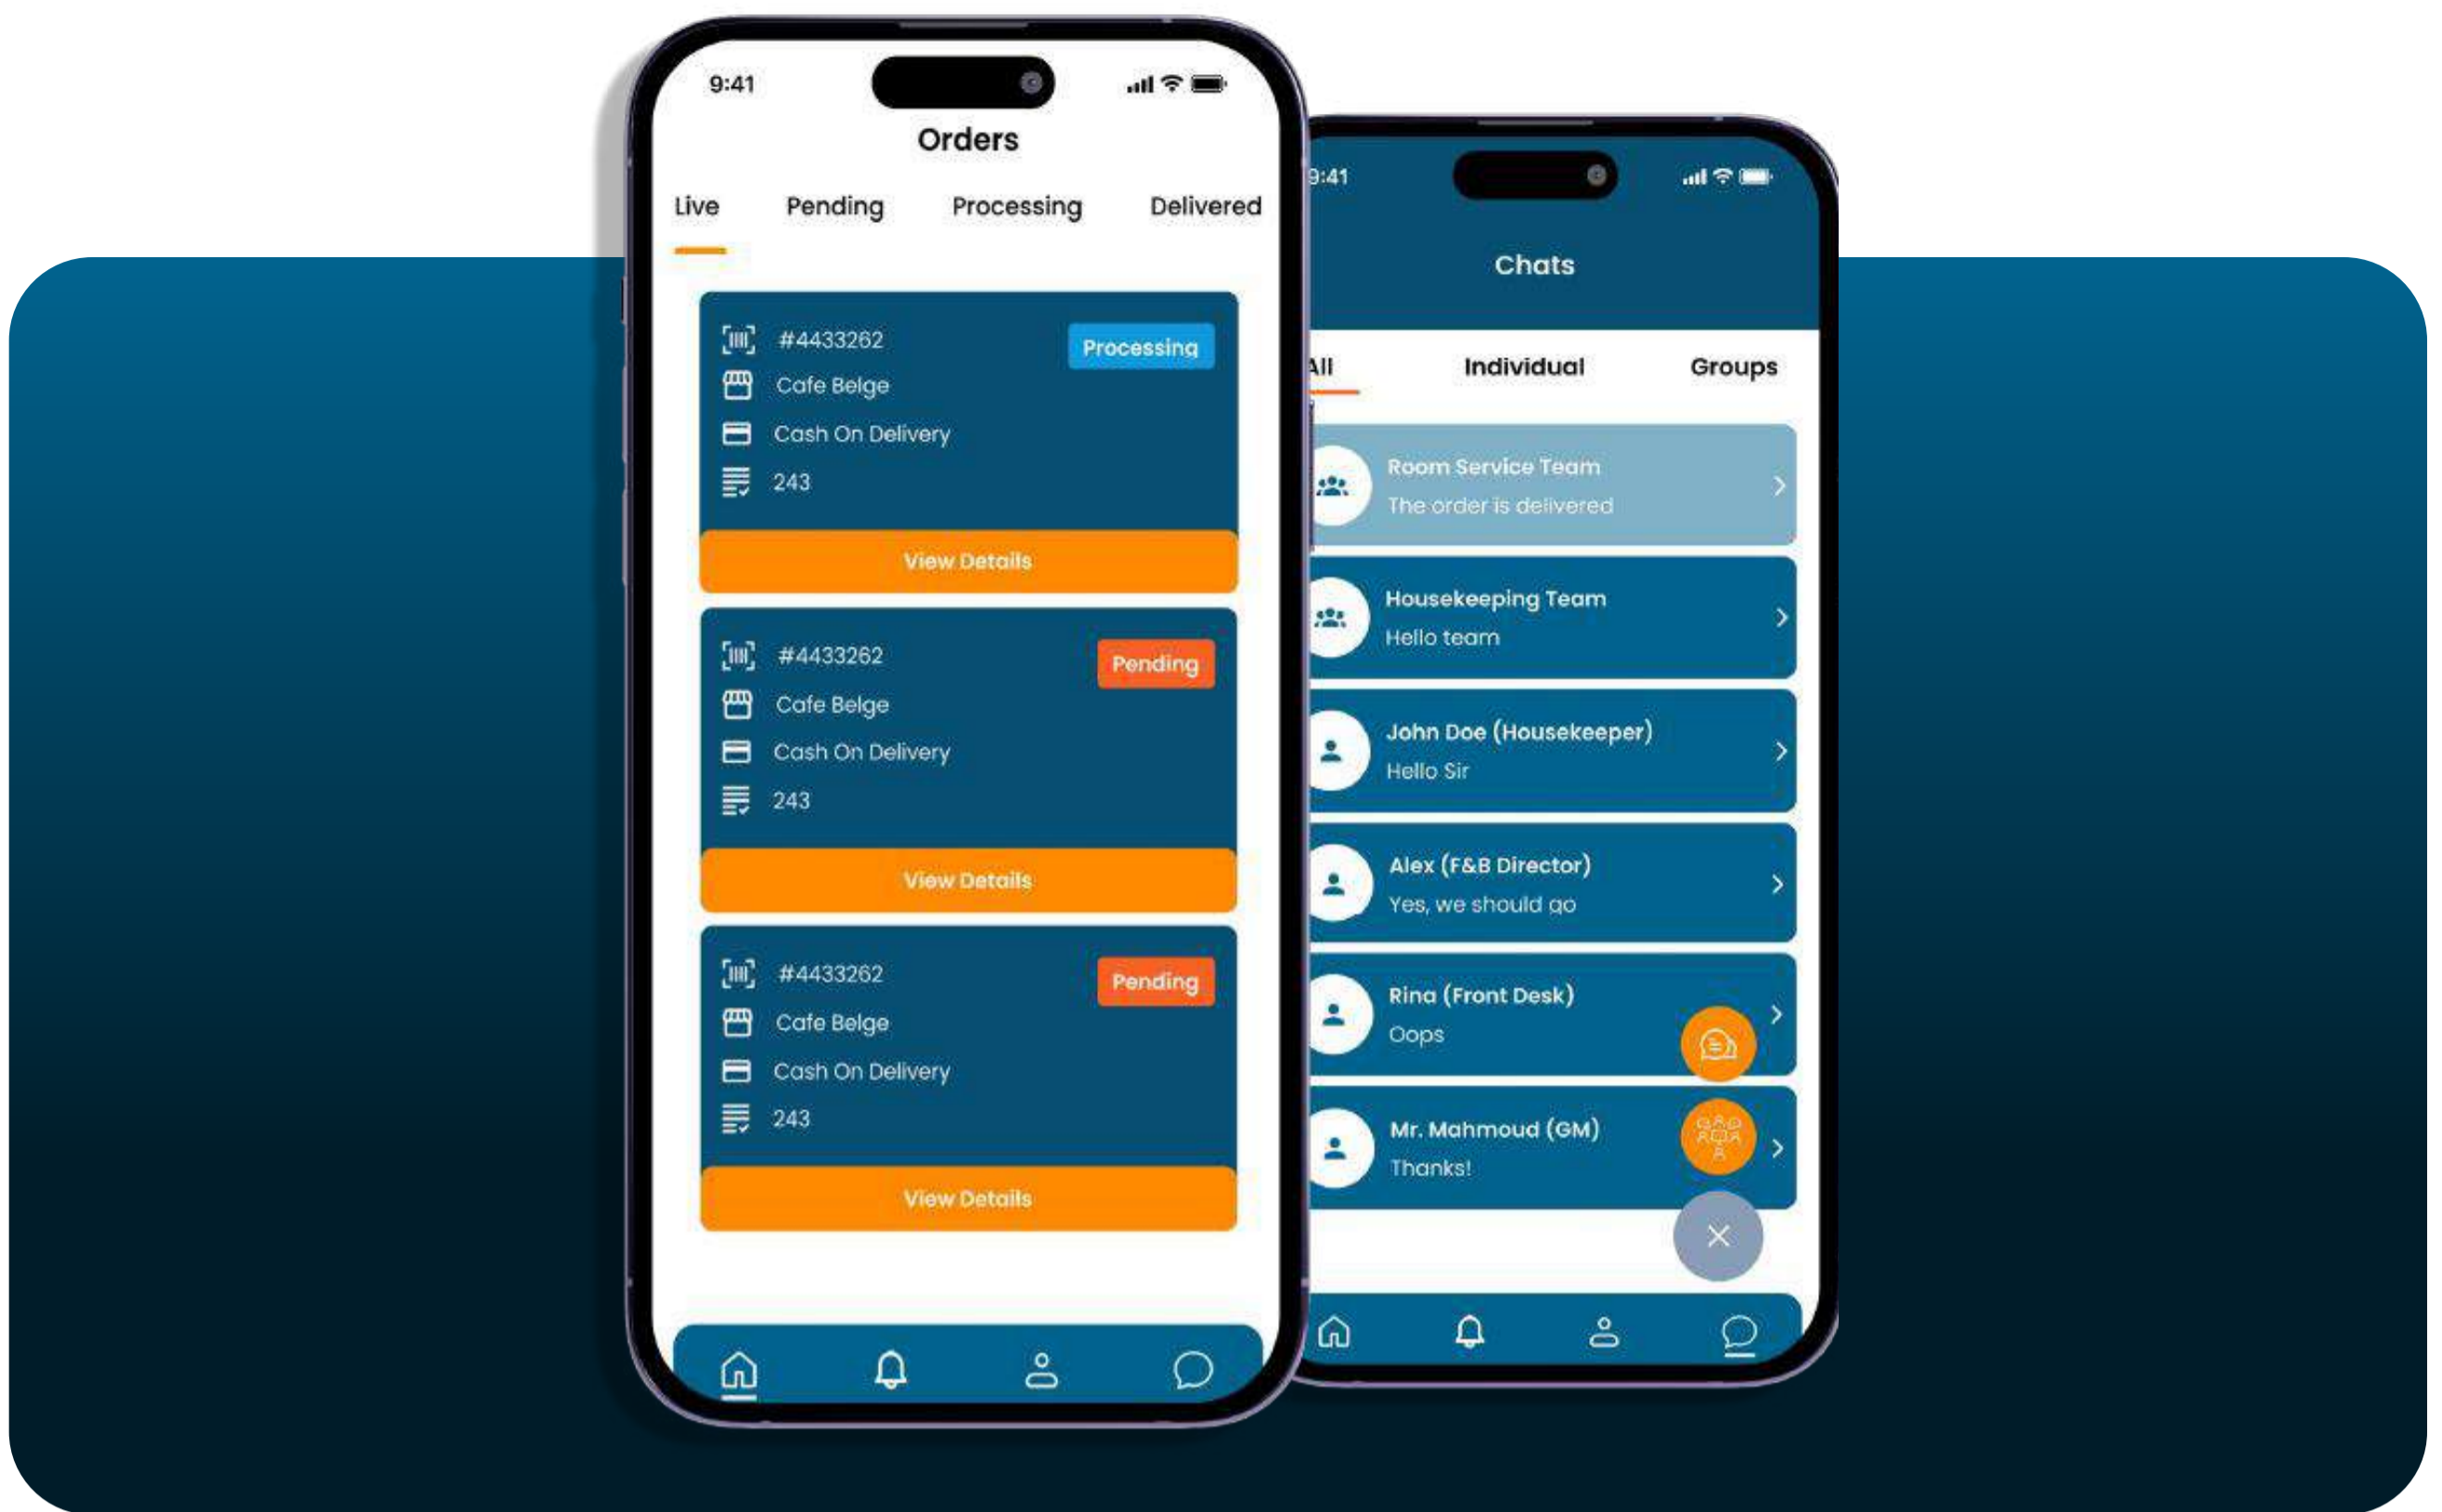 9:41
Orders
Live Pending Processing Delivered
#4433262 Processing
Cafe Belge
Cash On Delivery
243
View Details
#4433262 Pending
Cafe Belge
Cash On Delivery
243
View Details
#4433262 Pending
Cafe Belge
Cash On Delivery
243
View Details
9:41
Chats
All Individual Groups
Room Service Team
The order is delivered
Housekeeping Team
Hello team
John Doe (Housekeeper)
Hello Sir
Alex (F&B Director)
Yes, we should go
Rina (Front Desk)
Oops
Mr. Mahmoud (GM)
Thanks!